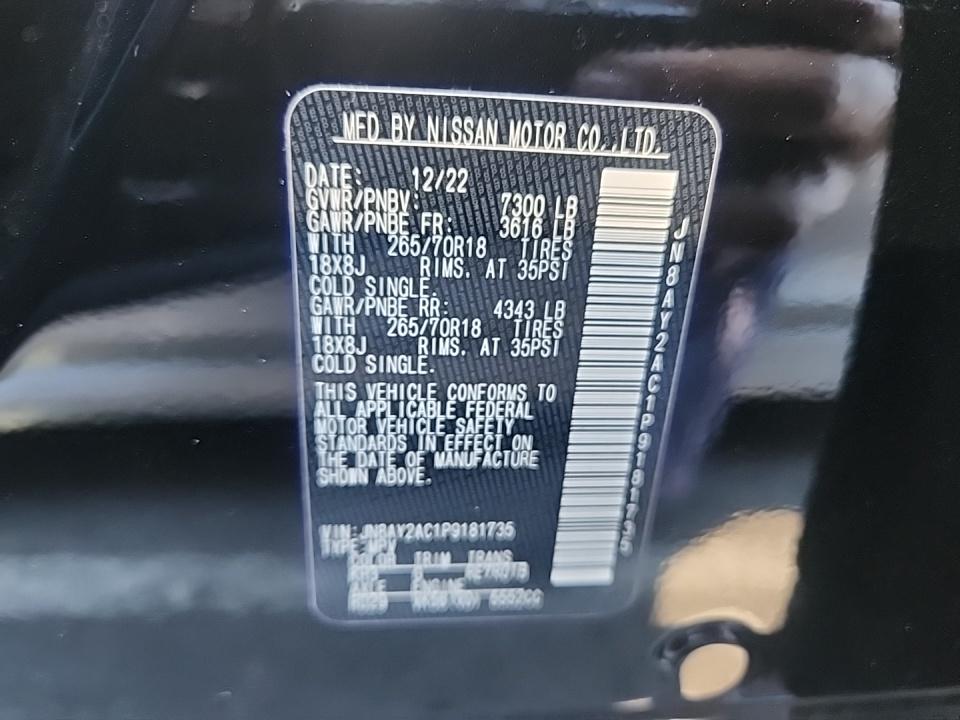 MFD BY NISSAN MOTOR CO.,LTD.
DATE: 12/22
GVWR/PNBV: 7300 LB
GAWR/PNBE FR: 3616 LB
WITH 265/70R18 TIRES
18X8J RIMS. AT 35PSI
COLD SINGLE.
GAWR/PNBE RR: 4343 LB
WITH 265/70R18 TIRES
18X8J RIMS. AT 35PSI
COLD SINGLE.
THIS VEHICLE CONFORMS TO
ALL APPLICABLE FEDERAL
MOTOR VEHICLE SAFETY
STANDARDS IN EFFECT ON
THE DATE OF MANUFACTURE
SHOWN ABOVE.
VIN: JN8AY2AC1P9181735
TYPE: MPV
COLOR TRIM TRANS
AXLE ENGINE
5552CC
JN8AY2AC1P9181735